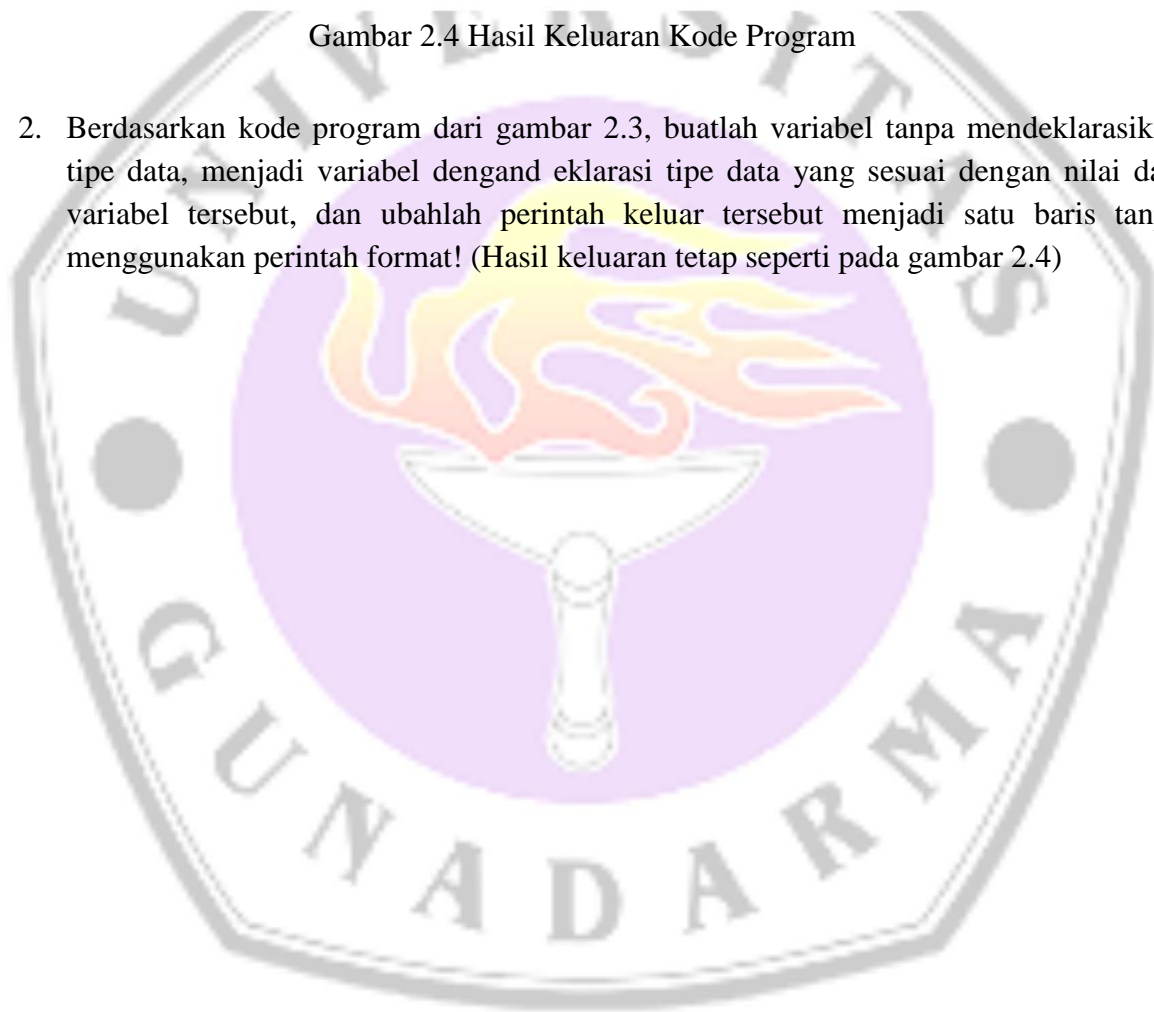 Gambar 2.4 Hasil Keluaran Kode Program
2. Berdasarkan kode program dari gambar 2.3, buatlah variabel tanpa mendeklarasik
tipe data, menjadi variabel dengand eklarasi tipe data yang sesuai dengan nilai da
variabel tersebut, dan ubahlah perintah keluar tersebut menjadi satu baris tan
menggunakan perintah format! (Hasil keluaran tetap seperti pada gambar 2.4)
UNIVERSITAS
GUNADARMA